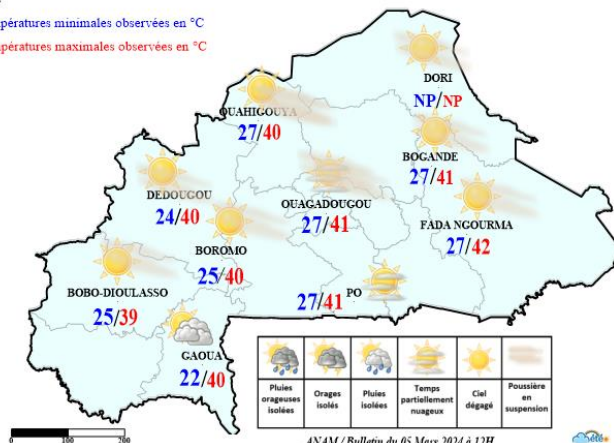 pératures minimales observées en °C
pératures maximales observées en °C
DORI
NP/NP
OUAHIGOUYA
27/40
BOGANDE
27/41
DEDOUGOU
24/40
OUAGADOUGOU
27/41
FADA NGOURMA
27/42
BOROMO
25/40
BOBO-DIOULASSO
25/39
27/41 PO
GAOUA
22/40
Pluies orageuses isolées
Orages isolés
Pluies isolées
Temps partiellement nuageux
Ciel dégagé
Poussière en suspension
100 200
ANAM / Bulletin du 05 Mars 2024 à 12H